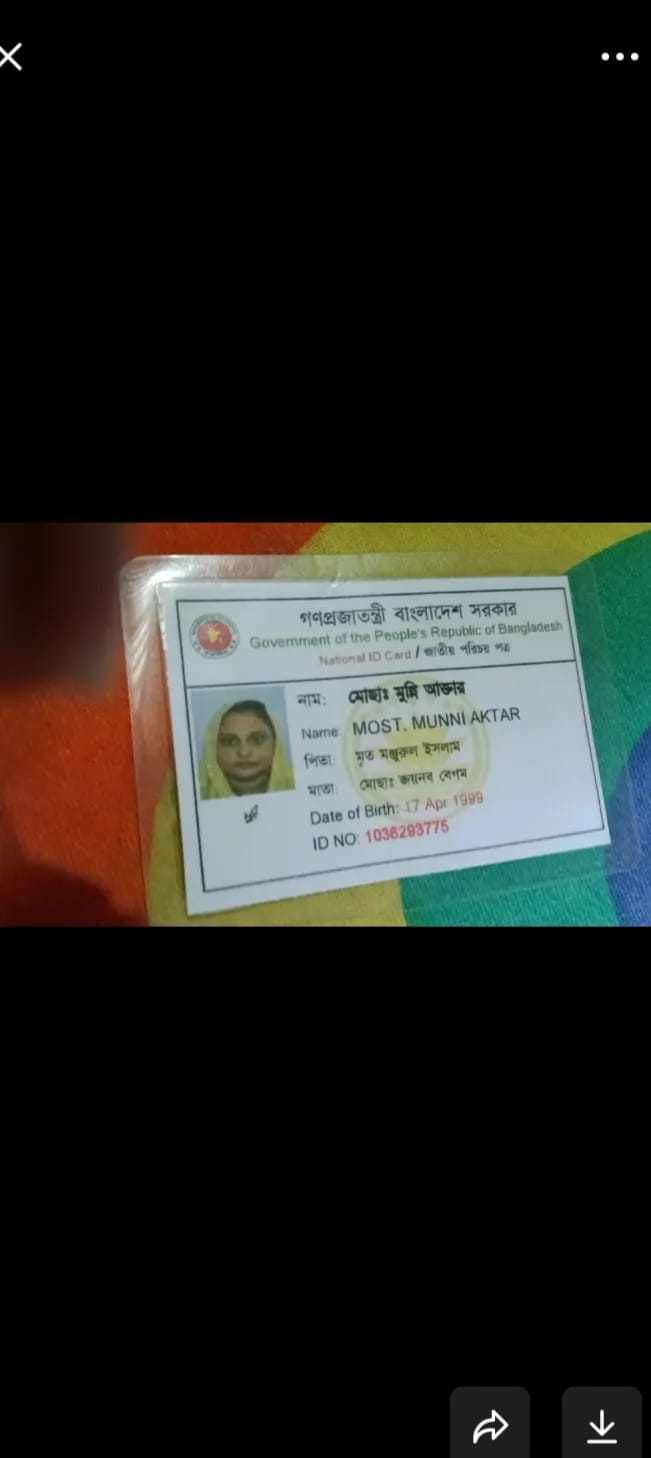 গণপ্রজাতন্ত্রী বাংলাদেশ সরকার
Government of the People's Republic of Bangladesh
National ID Card / জাতীয় পরিচয় পত্র
নাম: মোছাঃ মুন্নি আক্তার
Name: MOST. MUNNI AKTAR
পিতা: মৃত মঞ্জুরুল ইসলাম
মাতা: মোছাঃ জয়নব বেগম
Date of Birth: 17 Apr 1999
ID NO: 1036293775